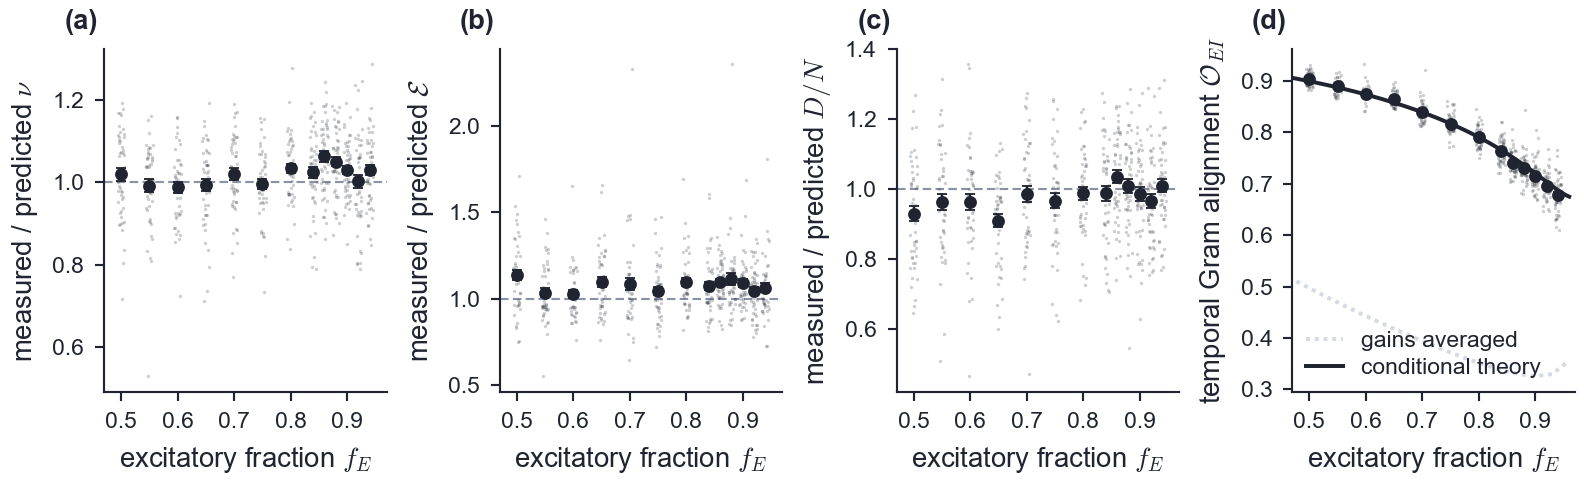 (a)
measured / predicted ν
1.2
1.0
0.8
0.6
0.5 0.6 0.7 0.8 0.9
excitatory fraction f_E
(b)
measured / predicted ℰ
2.0
1.5
1.0
0.5
0.5 0.6 0.7 0.8 0.9
excitatory fraction f_E
(c)
measured / predicted D/N
1.4
1.2
1.0
0.8
0.6
0.5 0.6 0.7 0.8 0.9
excitatory fraction f_E
(d)
temporal Gram alignment 𝒪_EI
0.9
0.8
0.7
0.6
0.5
0.4
0.3
gains averaged
conditional theory
0.5 0.6 0.7 0.8 0.9
excitatory fraction f_E